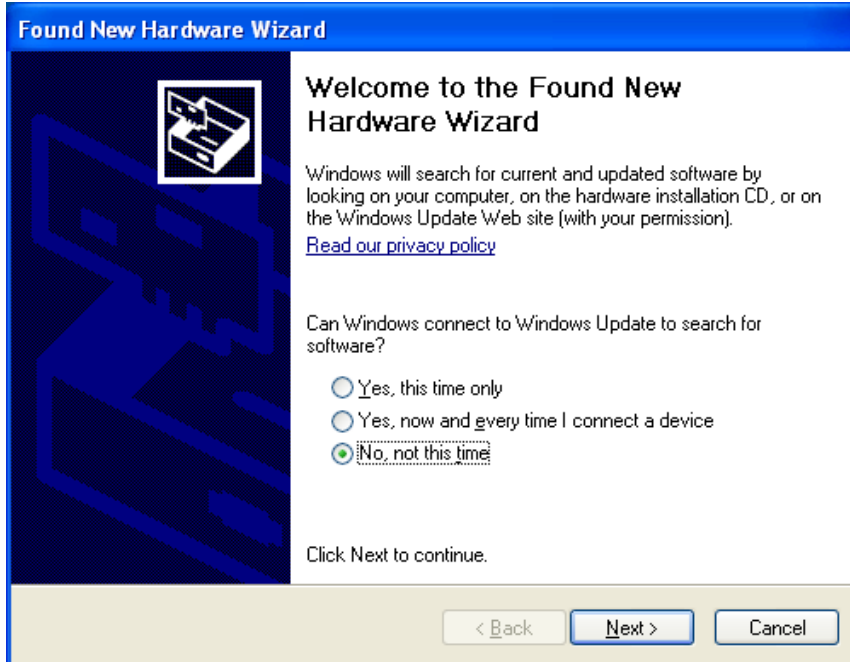 Found New Hardware Wizard
Welcome to the Found New
Hardware Wizard
Windows will search for current and updated software by
looking on your computer, on the hardware installation CD, or on
the Windows Update Web site (with your permission).
Read our privacy policy
Can Windows connect to Windows Update to search for
software?
Yes, this time only
Yes, now and every time I connect a device
No, not this time
Click Next to continue.
< Back
Next >
Cancel